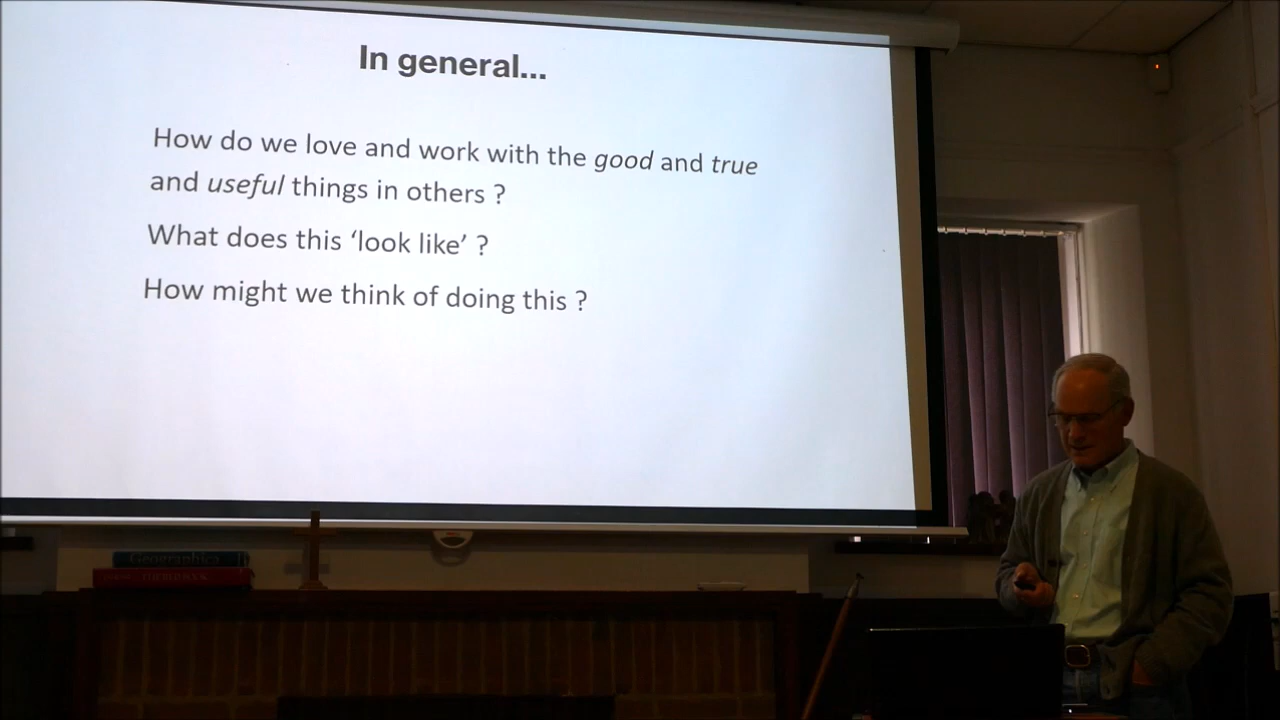 In general...
How do we love and work with the good and true
and useful things in others ?
What does this ‘look like’ ?
How might we think of doing this ?
Geographica